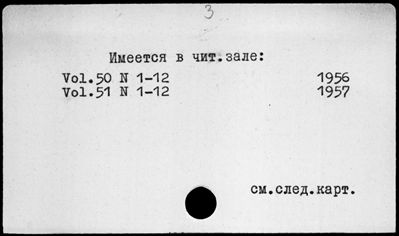 3
Имеется в чит.зале:
Vol.50 N 1-12 1956
Vol.51 N 1-12 1957
см.след.карт.